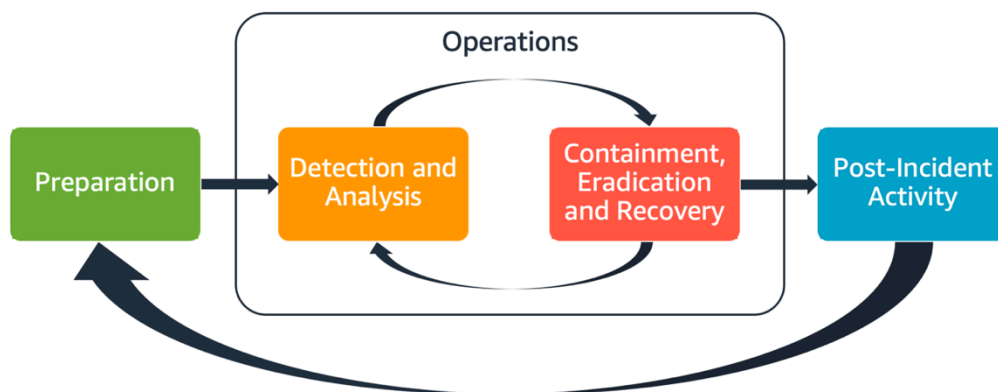 Operations
Preparation
Detection and
Analysis
Containment,
Eradication
and Recovery
Post-Incident
Activity